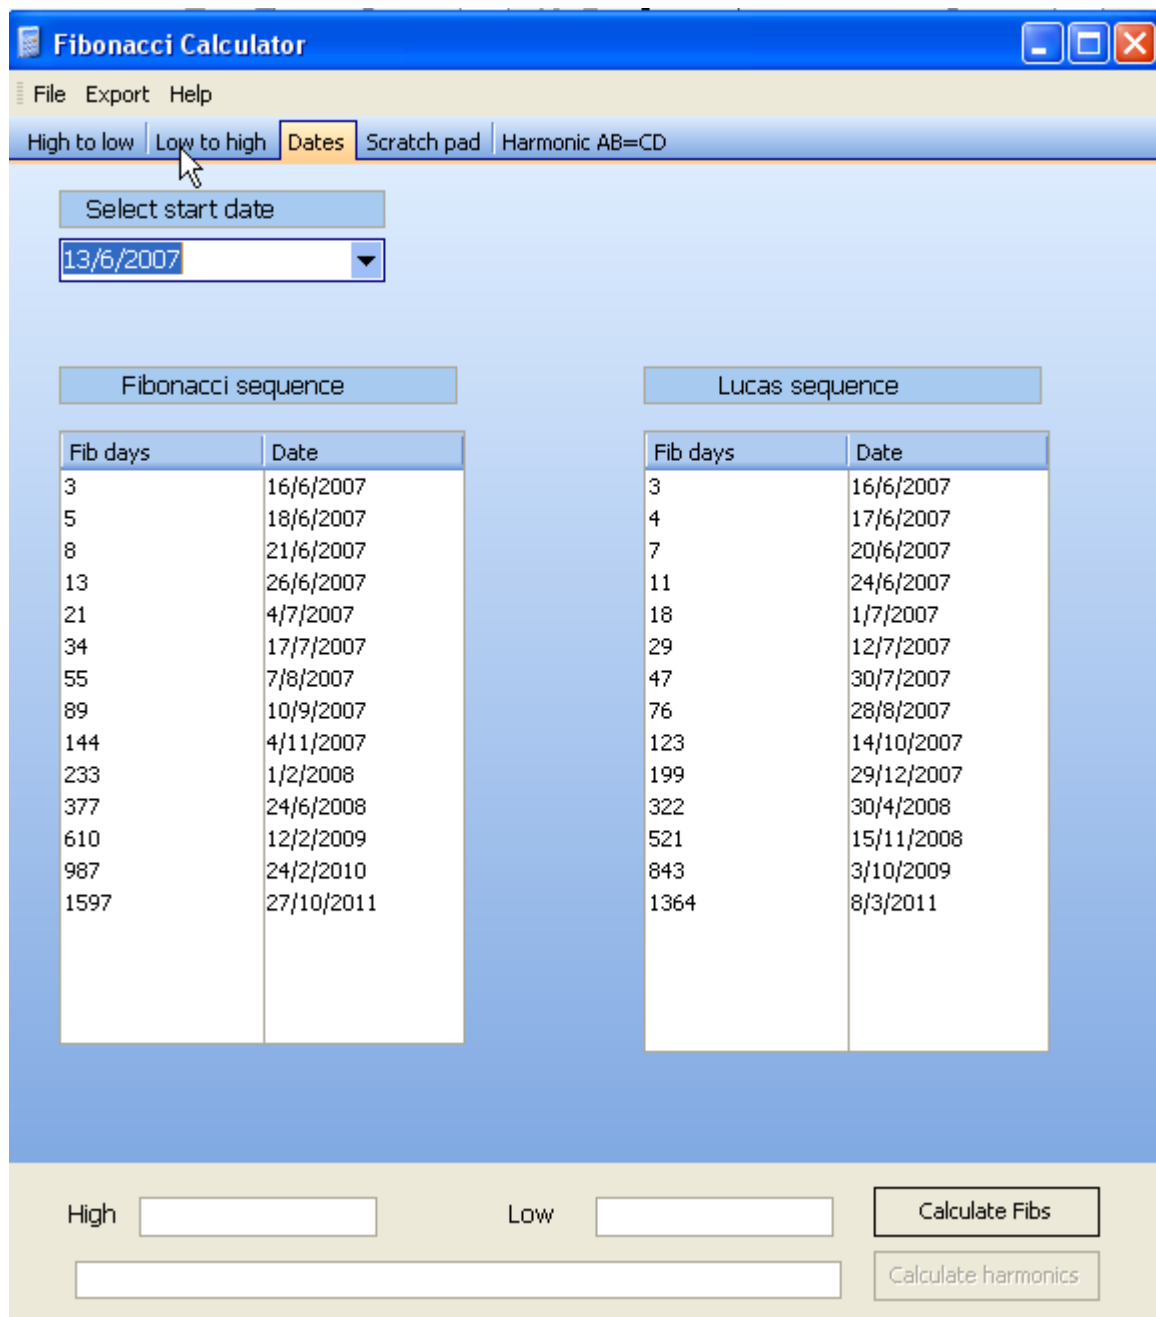 Fibonacci Calculator
File Export Help
High to low Low to high Dates Scratch pad Harmonic AB=CD
Select start date
13/6/2007
Fibonacci sequence Lucas sequence
Fib days Date Fib days Date
3 16/6/2007 3 16/6/2007
5 18/6/2007 4 17/6/2007
8 21/6/2007 7 20/6/2007
13 26/6/2007 11 24/6/2007
21 4/7/2007 18 1/7/2007
34 17/7/2007 29 12/7/2007
55 7/8/2007 47 30/7/2007
89 10/9/2007 76 28/8/2007
144 4/11/2007 123 14/10/2007
233 1/2/2008 199 29/12/2007
377 24/6/2008 322 30/4/2008
610 12/2/2009 521 15/11/2008
987 24/2/2010 843 3/10/2009
1597 27/10/2011 1364 8/3/2011
High Low Calculate Fibs
Calculate harmonics